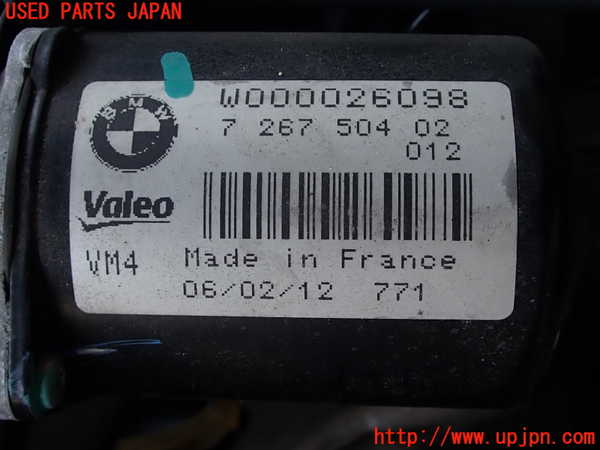 USED PARTS JAPAN
W000026098
BMW
7 267 504 02
012
Valeo
VM4 Made in France
06/02/12 771
http://www.upjpn.com/